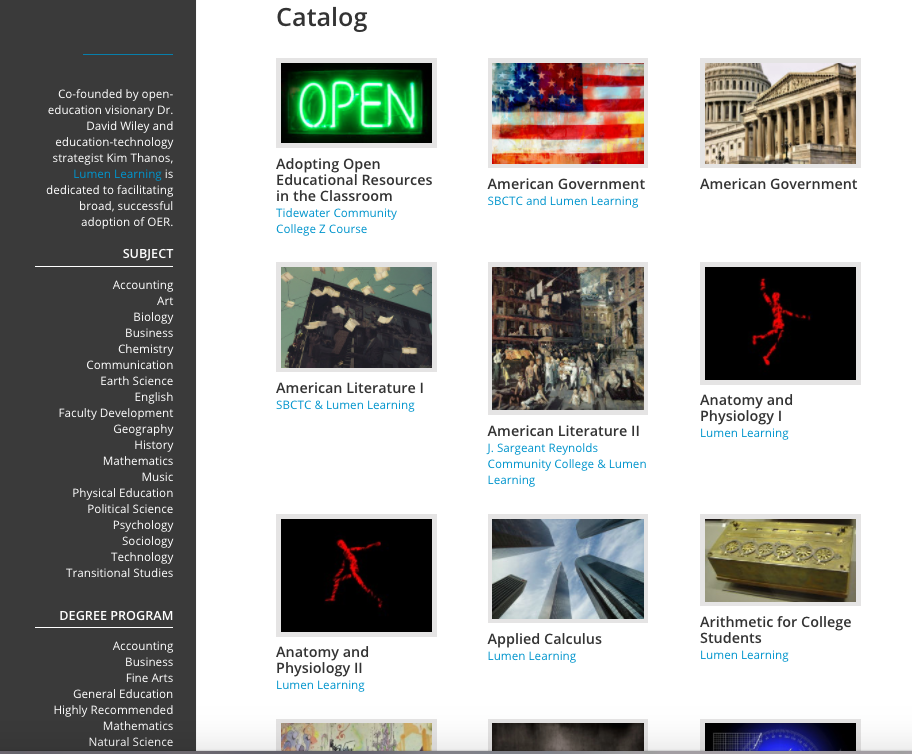 Catalog
Co-founded by open-
education visionary Dr.
David Wiley and
education-technology
strategist Kim Thanos,
Lumen Learning is
dedicated to facilitating
broad, successful
adoption of OER.
SUBJECT
Accounting
Art
Biology
Business
Chemistry
Communication
Earth Science
English
Faculty Development
Geography
History
Mathematics
Music
Physical Education
Political Science
Psychology
Sociology
Technology
Transitional Studies
DEGREE PROGRAM
Accounting
Business
Fine Arts
General Education
Highly Recommended
Mathematics
Natural Science
OPEN
Adopting Open
Educational Resources
in the Classroom
Tidewater Community
College Z Course
American Government
SBCTC and Lumen Learning
American Government
American Literature I
SBCTC & Lumen Learning
American Literature II
J. Sargeant Reynolds
Community College & Lumen
Learning
Anatomy and
Physiology I
Lumen Learning
Anatomy and
Physiology II
Lumen Learning
Applied Calculus
Lumen Learning
Arithmetic for College
Students
Lumen Learning